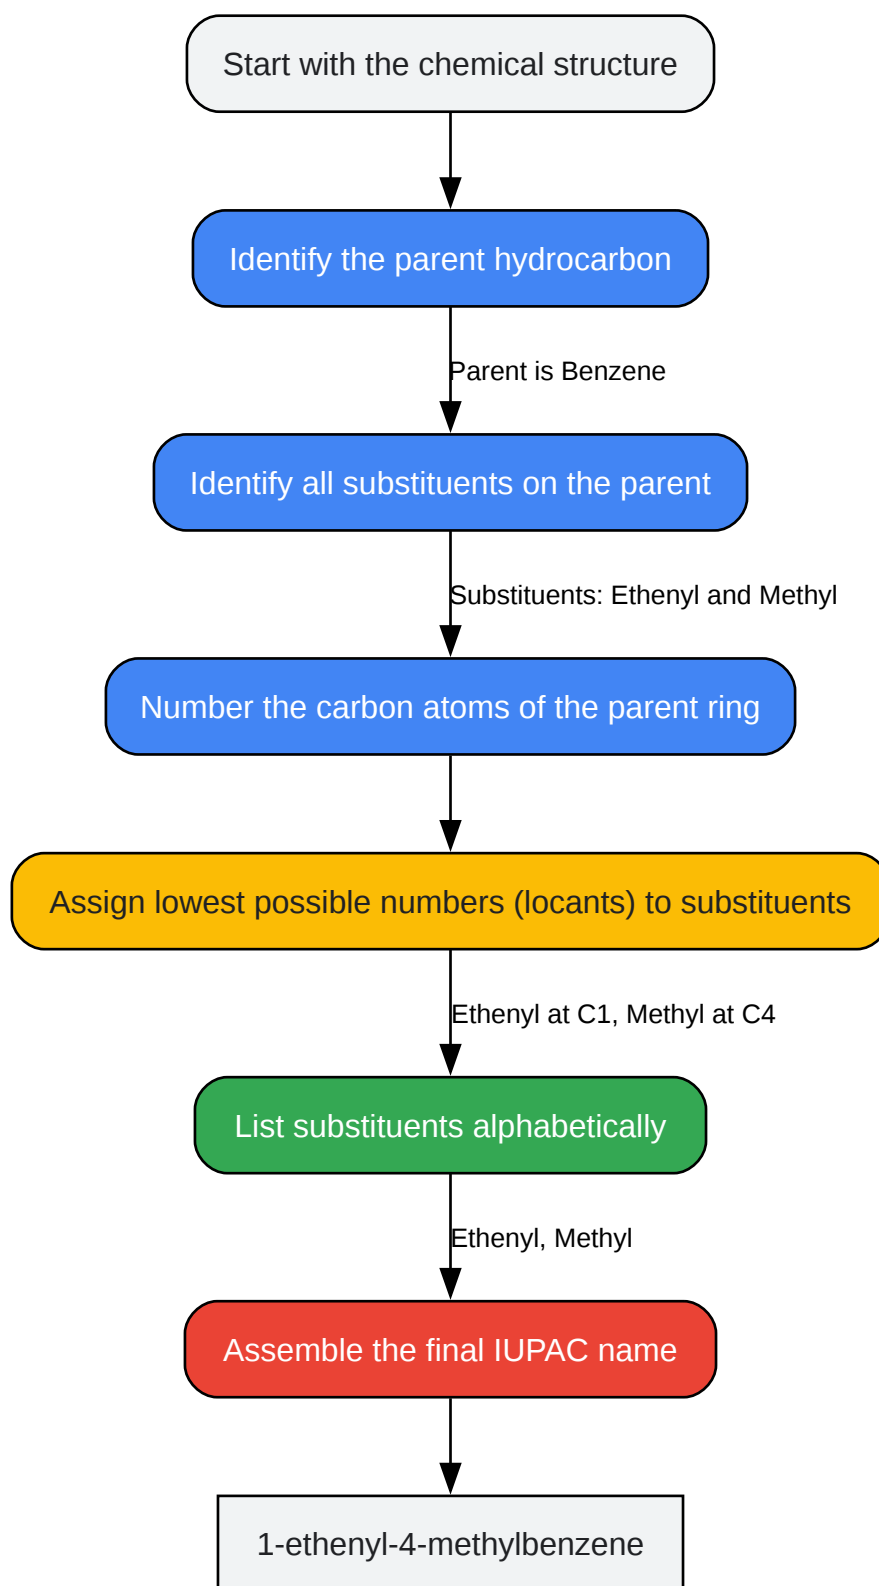 Start with the chemical structure
Identify the parent hydrocarbon
Parent is Benzene
Identify all substituents on the parent
Substituents: Ethenyl and Methyl
Number the carbon atoms of the parent ring
Assign lowest possible numbers (locants) to substituents
Ethenyl at C1, Methyl at C4
List substituents alphabetically
Ethenyl, Methyl
Assemble the final IUPAC name
1-ethenyl-4-methylbenzene